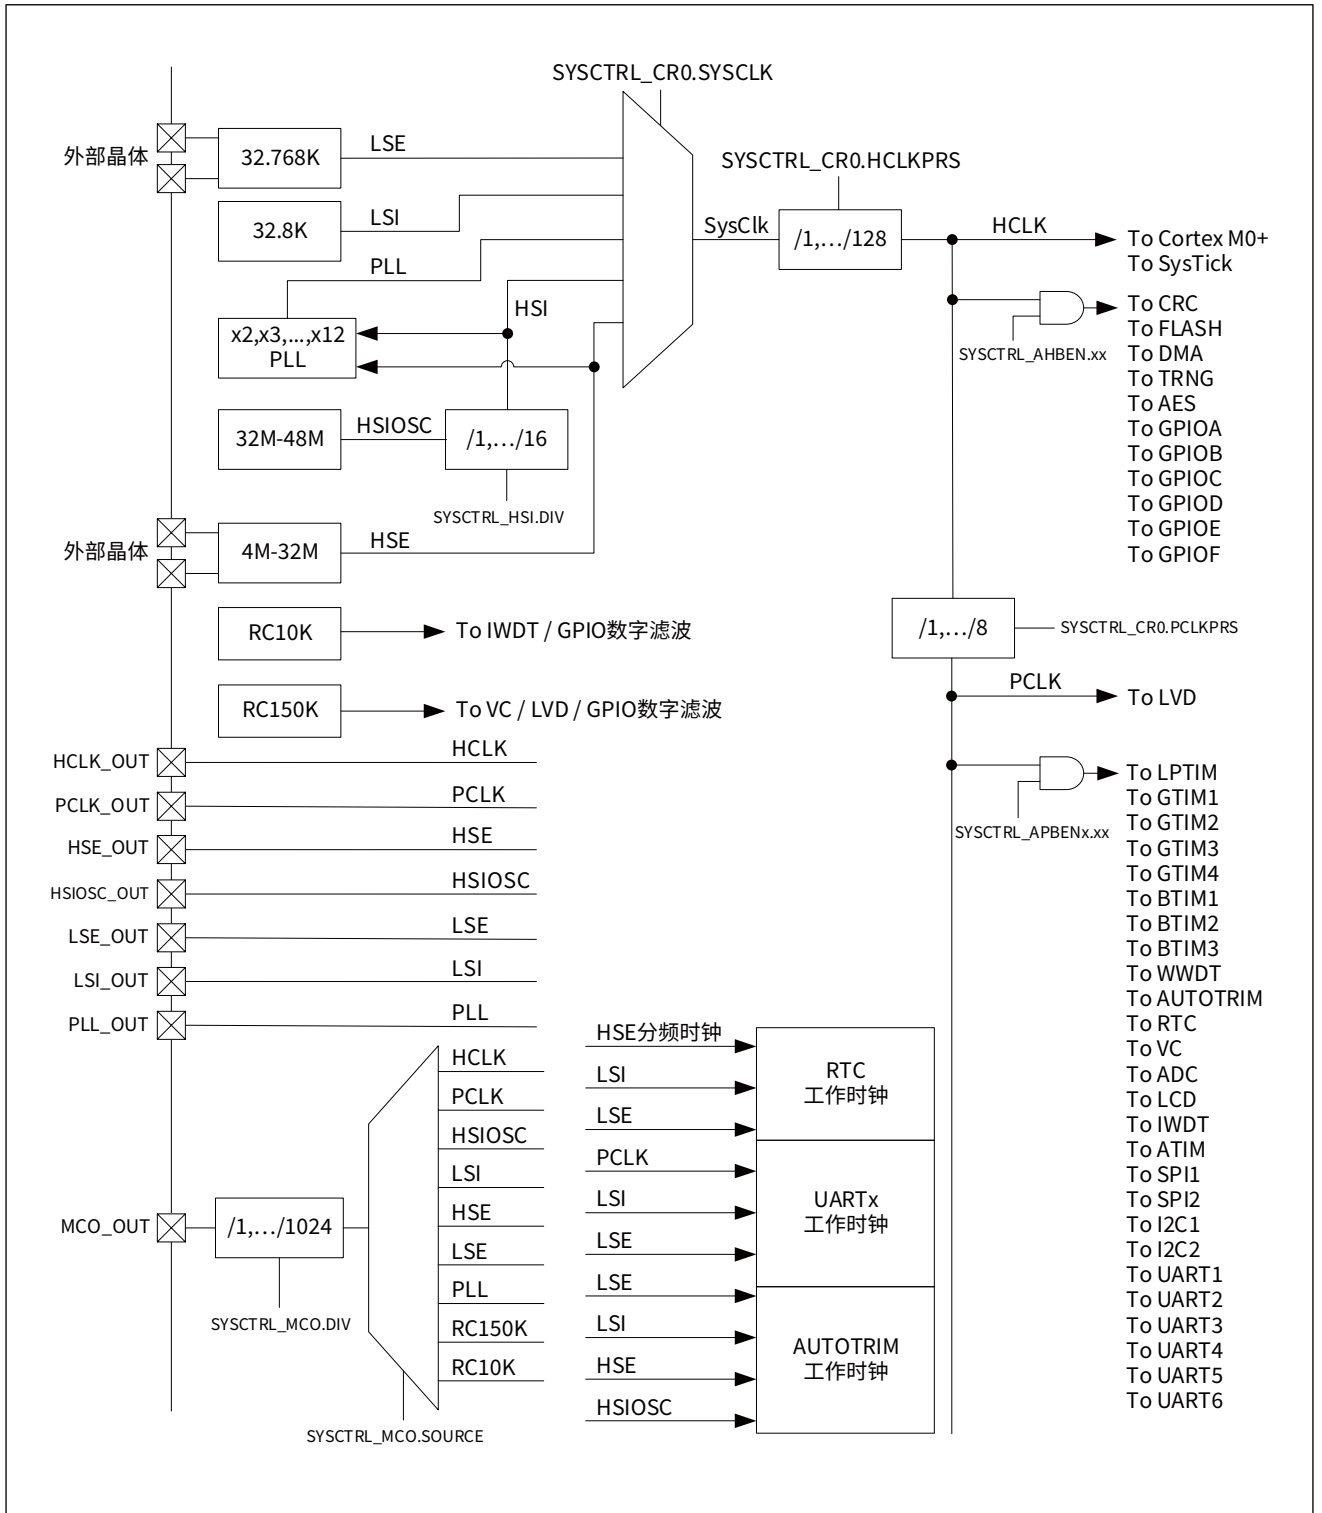 SYSCTRL_CR0.SYSCLK
外部晶体
32.768K
LSE
SYSCTRL_CR0.HCLKPRS
32.8K
LSI
SysClk
/1,…/128
HCLK
To Cortex M0+
To SysTick
PLL
HSI
x2,x3,...,x12
PLL
To CRC
To FLASH
To DMA
To TRNG
To AES
To GPIOA
To GPIOB
To GPIOC
To GPIOD
To GPIOE
To GPIOF
SYSCTRL_AHBEN.xx
32M-48M
HSIOSC
/1,…/16
SYSCTRL_HSI.DIV
外部晶体
4M-32M
HSE
RC10K
To IWDT / GPIO数字滤波
/1,…/8
SYSCTRL_CR0.PCLKPRS
RC150K
To VC / LVD / GPIO数字滤波
PCLK
To LVD
HCLK_OUT
HCLK
PCLK_OUT
PCLK
HSE_OUT
HSE
HSIOSC_OUT
HSIOSC
LSE_OUT
LSE
LSI_OUT
LSI
PLL_OUT
PLL
SYSCTRL_APBENx.xx
To LPTIM
To GTIM1
To GTIM2
To GTIM3
To GTIM4
To BTIM1
To BTIM2
To BTIM3
To WWDT
To AUTOTRIM
To RTC
To VC
To ADC
To LCD
To IWDT
To ATIM
To SPI1
To SPI2
To I2C1
To I2C2
To UART1
To UART2
To UART3
To UART4
To UART5
To UART6
MCO_OUT
/1,…/1024
SYSCTRL_MCO.DIV
HCLK
PCLK
HSIOSC
LSI
HSE
LSE
PLL
RC150K
RC10K
SYSCTRL_MCO.SOURCE
HSE分频时钟
LSI
LSE
RTC
工作时钟
PCLK
LSI
LSE
UARTx
工作时钟
LSE
LSI
HSE
HSIOSC
AUTOTRIM
工作时钟